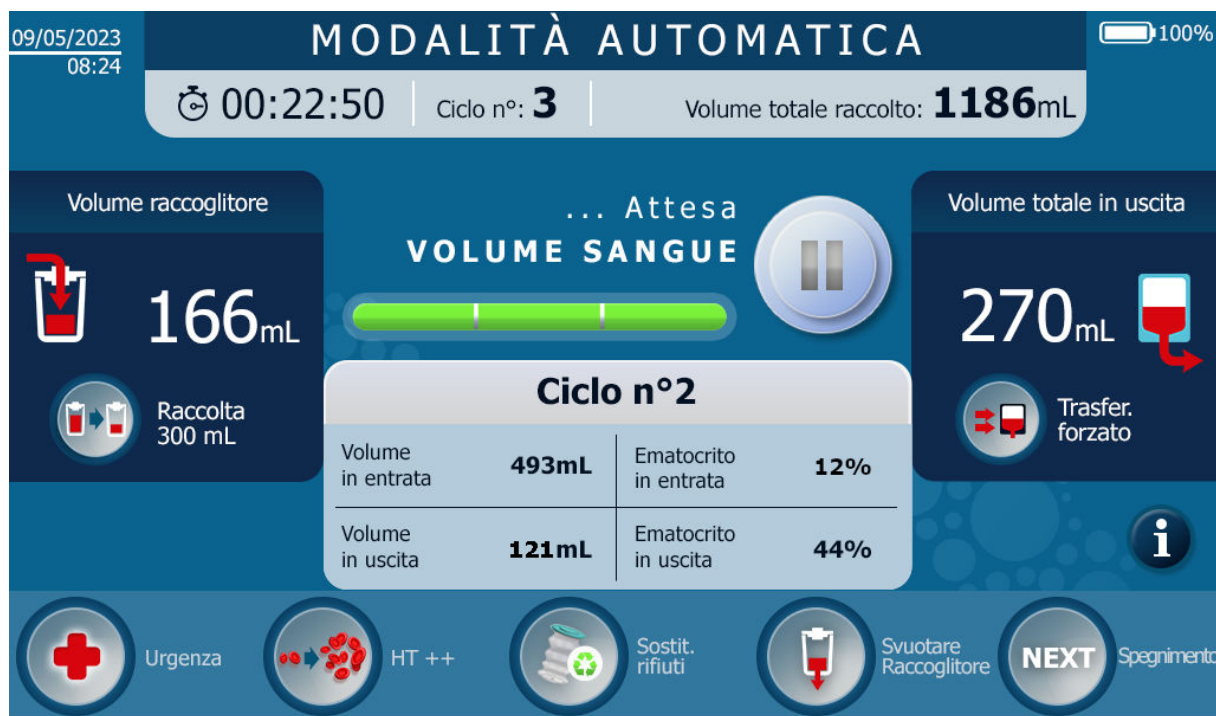 09/05/2023
08:24
MODALITÀ AUTOMATICA
100%
00:22:50
Ciclo n°: 3
Volume totale raccolto: 1186mL
Volume raccoglitore
166mL
Raccolta
300 mL
... Attesa
VOLUME SANGUE
Volume totale in uscita
270mL
Trasfer.
forzato
Ciclo n°2
Volume
in entrata
493mL
Ematocrito
in entrata
12%
Volume
in uscita
121mL
Ematocrito
in uscita
44%
i
Urgenza
HT ++
Sostit.
rifiuti
Svuotare
Raccoglitore
NEXT
Spegnimento